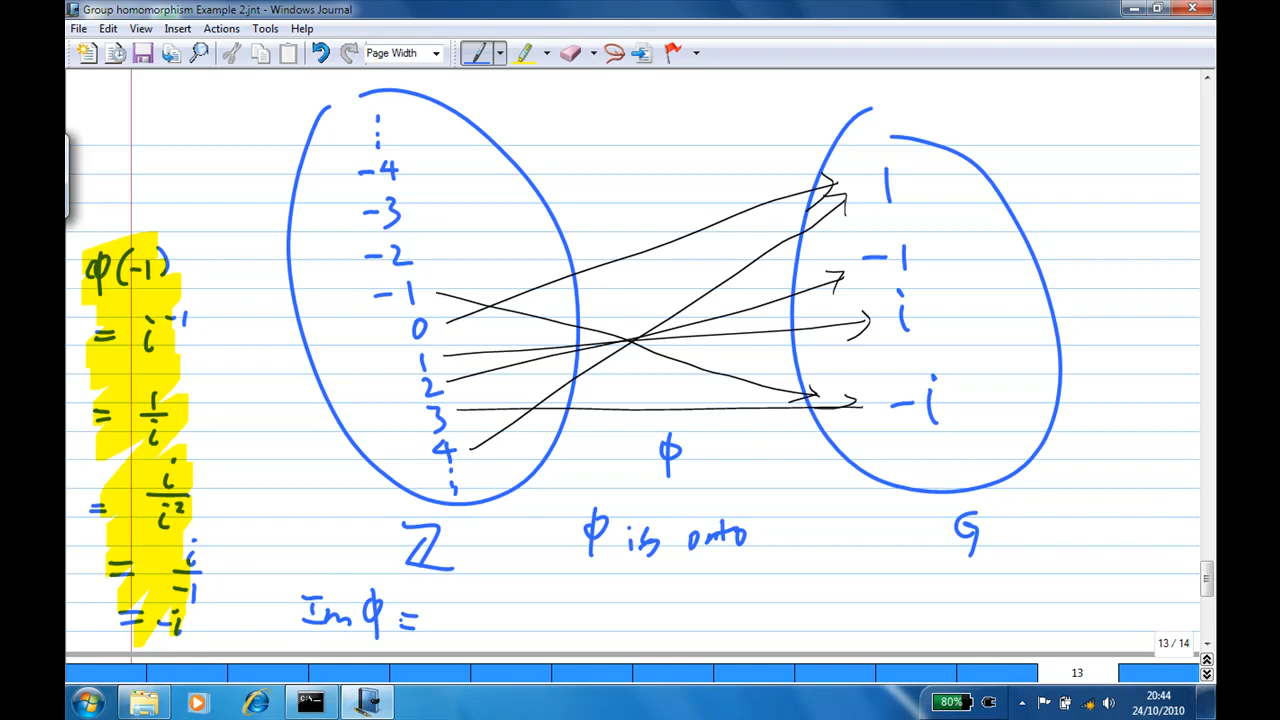 Group homomorphism Example 2.jnt - Windows Journal
File Edit View Insert Actions Tools Help
Page Width
-4
-3
-2
-1
0
1
2
3
4
1
-1
i
-i
φ(-1)
= i^-1
= 1/i
= i/i²
= i/-1
= -i
φ
ℤ
φ is onto
G
Im φ =
13 / 14
13
80%
20:44
24/10/2010